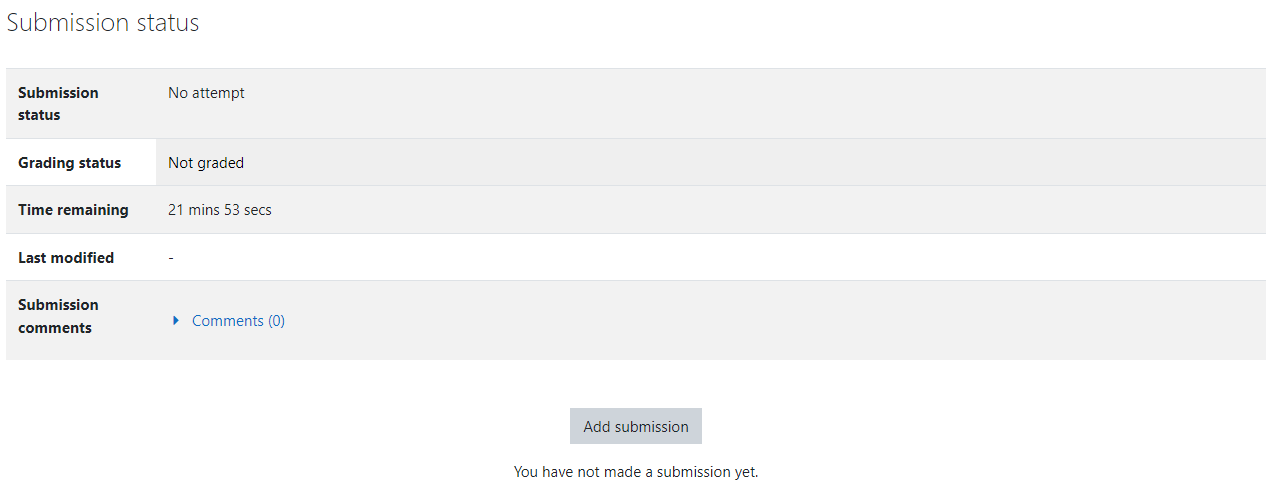 Submission status
Submission
status
No attempt
Grading status
Not graded
Time remaining
21 mins 53 secs
Last modified
-
Submission
comments
Comments (0)
Add submission
You have not made a submission yet.